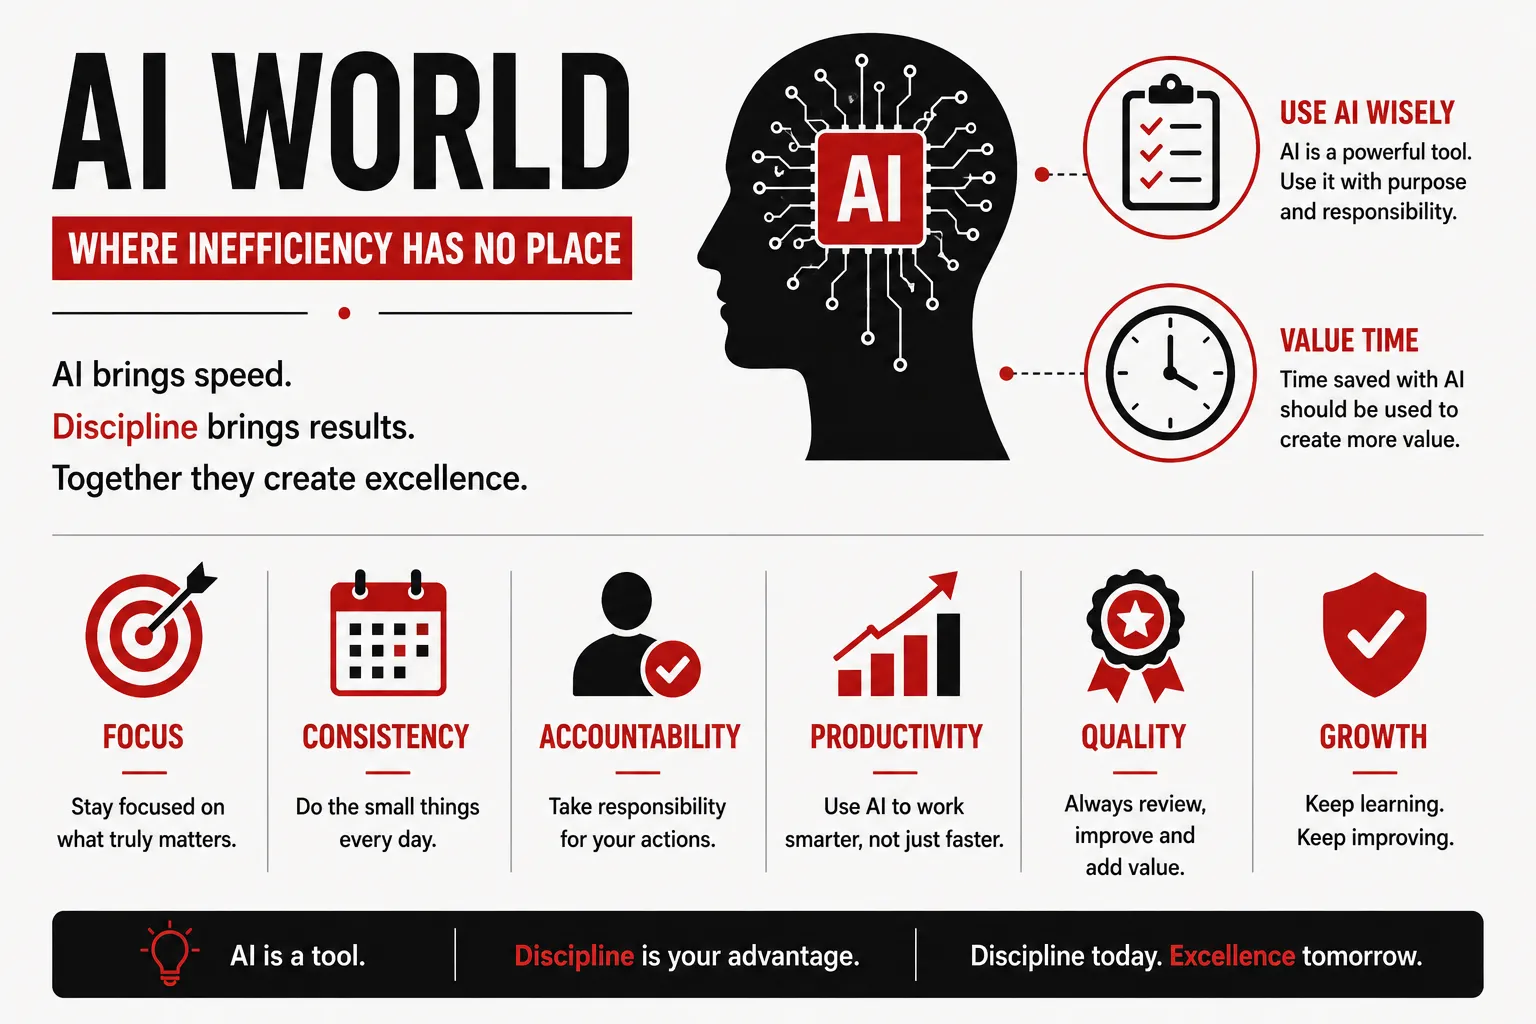 AI WORLD
WHERE INEFFICIENCY HAS NO PLACE
AI brings speed.
Discipline brings results.
Together they create excellence.
AI
USE AI WISELY
AI is a powerful tool.
Use it with purpose
and responsibility.
VALUE TIME
Time saved with AI
should be used to
create more value.
FOCUS
Stay focused on
what truly matters.
CONSISTENCY
Do the small things
every day.
ACCOUNTABILITY
Take responsibility
for your actions.
PRODUCTIVITY
Use AI to work
smarter, not just faster.
QUALITY
Always review,
improve and
add value.
GROWTH
Keep learning.
Keep improving.
AI is a tool.
Discipline is your advantage.
Discipline today. Excellence tomorrow.